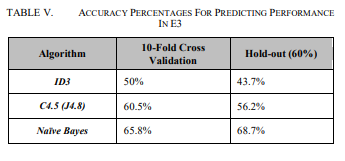 TABLE V. ACCURACY PERCENTAGES FOR PREDICTING PERFORMANCE
IN E3
Algorithm 10-Fold Cross Validation Hold-out (60%)
ID3 50% 43.7%
C4.5 (J4.8) 60.5% 56.2%
Naïve Bayes 65.8% 68.7%